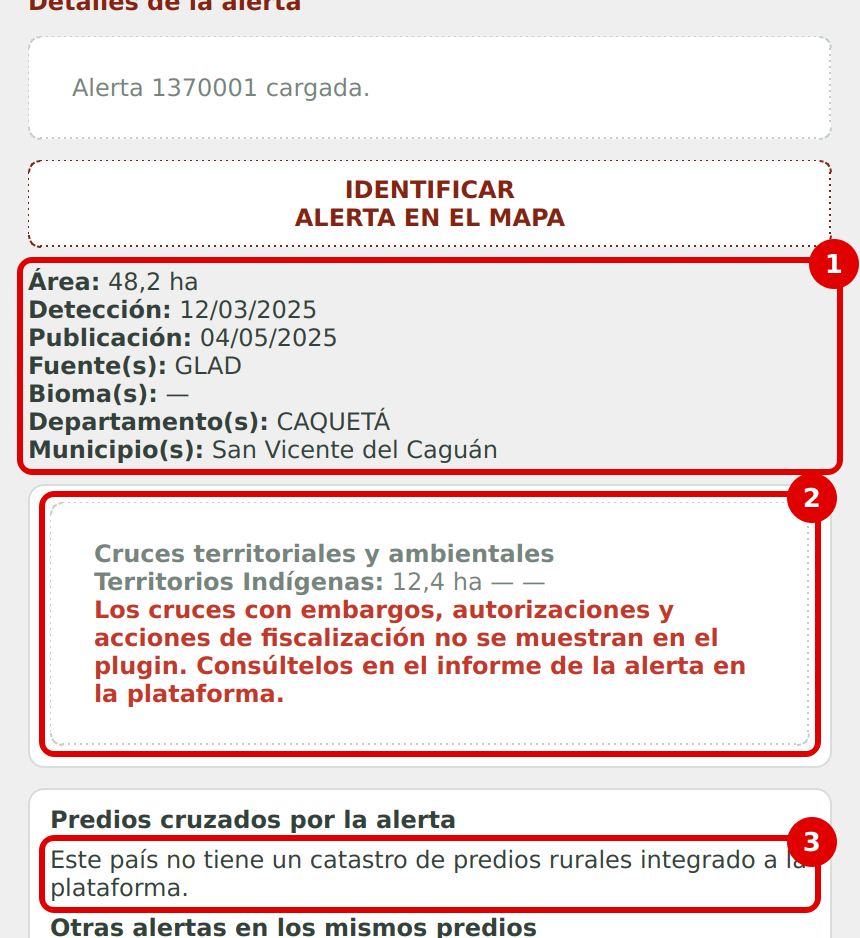 Detalles de la alerta
Alerta 1370001 cargada.
IDENTIFICAR
ALERTA EN EL MAPA
1
Área: 48,2 ha
Detección: 12/03/2025
Publicación: 04/05/2025
Fuente(s): GLAD
Bioma(s): —
Departamento(s): CAQUETÁ
Municipio(s): San Vicente del Caguán
2
Cruces territoriales y ambientales
Territorios Indígenas: 12,4 ha — —
Los cruces con embargos, autorizaciones y
acciones de fiscalización no se muestran en el
plugin. Consúltelos en el informe de la alerta en
la plataforma.
Predios cruzados por la alerta
3
Este país no tiene un catastro de predios rurales integrado a la
plataforma.
Otras alertas en los mismos predios